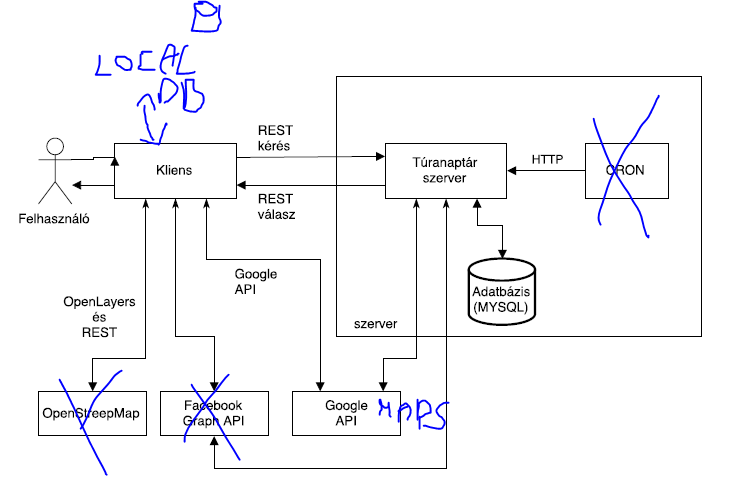 LOCAL
DB
REST
kérés
Kliens
Túranaptár
szerver
HTTP
CRON
REST
válasz
Felhasználó
Google
API
OpenLayers
és
REST
Adatbázis
(MYSQL)
szerver
OpenStreepMap
Facebook
Graph API
Google
API
MAPS